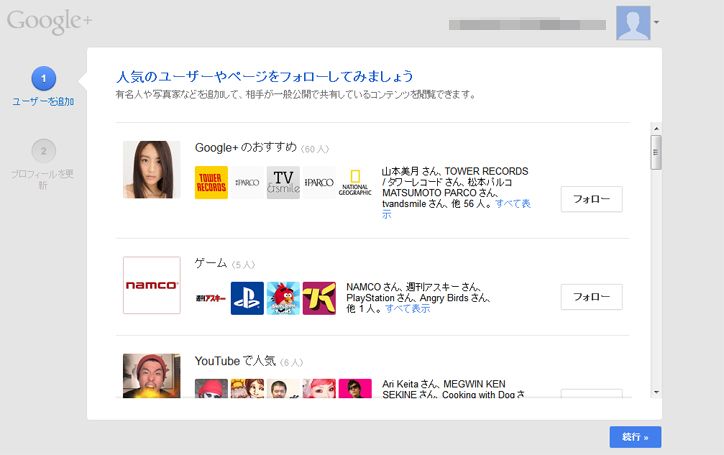 Google+
1
ユーザーを追加
2
プロフィールを更
新
人気のユーザーやページをフォローしてみましょう
有名人や写真家などを追加して、相手が一般公開で共有しているコンテンツを閲覧できます。
Google+ のおすすめ (60 人)
TOWER
RECORDS
PARCO
TV
&smile
PARCO
NATIONAL
GEOGRAPHIC
山本美月 さん、TOWER RECORDS
/ タワーレコード さん、松本パルコ
MATSUMOTO PARCO さん、
tvandsmile さん、他 56 人。すべて表
示
フォロー
namco
ゲーム (5 人)
週刊アスキー
NAMCO さん、週刊アスキー さん、
PlayStation さん、Angry Birds さん、
他 1 人。すべて表示
フォロー
YouTube で人気 (6 人)
Ari Keita さん、MEGWIN KEN
SEKINE さん、Cooking with Dog さ
続行 »